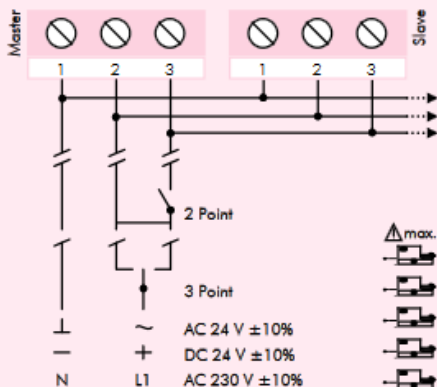 Master
Slave
1 2 3 1 2 3
2 Point
max.
3 Point
⊥ ~ AC 24 V ±10%
− + DC 24 V ±10%
N L1 AC 230 V ±10%